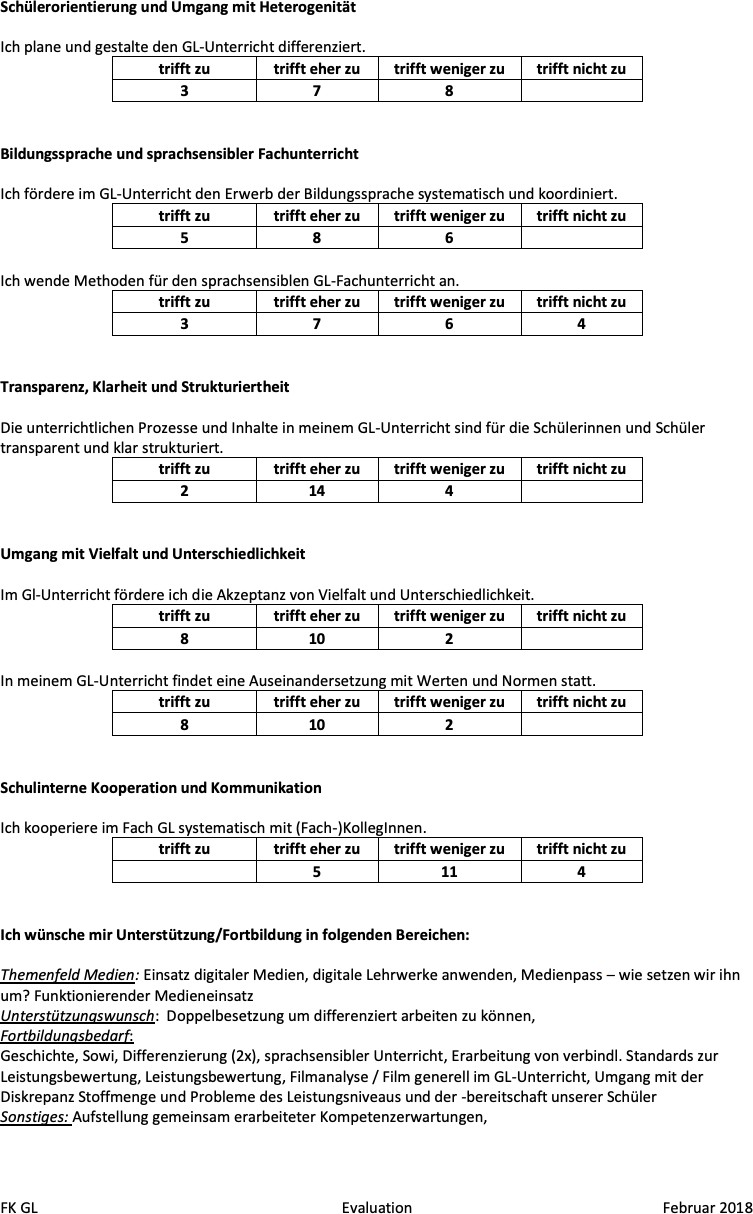 Schülerorientierung und Umgang mit Heterogenität
Ich plane und gestalte den GL-Unterricht differenziert.
trifft zu trifft eher zu trifft weniger zu trifft nicht zu
3 7 8
Bildungssprache und sprachsensibler Fachunterricht
Ich fördere im GL-Unterricht den Erwerb der Bildungssprache systematisch und koordiniert.
trifft zu trifft eher zu trifft weniger zu trifft nicht zu
5 8 6
Ich wende Methoden für den sprachsensiblen GL-Fachunterricht an.
trifft zu trifft eher zu trifft weniger zu trifft nicht zu
3 7 6 4
Transparenz, Klarheit und Strukturiertheit
Die unterrichtlichen Prozesse und Inhalte in meinem GL-Unterricht sind für die Schülerinnen und Schüler
transparent und klar strukturiert.
trifft zu trifft eher zu trifft weniger zu trifft nicht zu
2 14 4
Umgang mit Vielfalt und Unterschiedlichkeit
Im Gl-Unterricht fördere ich die Akzeptanz von Vielfalt und Unterschiedlichkeit.
trifft zu trifft eher zu trifft weniger zu trifft nicht zu
8 10 2
In meinem GL-Unterricht findet eine Auseinandersetzung mit Werten und Normen statt.
trifft zu trifft eher zu trifft weniger zu trifft nicht zu
8 10 2
Schulinterne Kooperation und Kommunikation
Ich kooperiere im Fach GL systematisch mit (Fach-)KollegInnen.
trifft zu trifft eher zu trifft weniger zu trifft nicht zu
5 11 4
Ich wünsche mir Unterstützung/Fortbildung in folgenden Bereichen:
Themenfeld Medien: Einsatz digitaler Medien, digitale Lehrwerke anwenden, Medienpass – wie setzen wir ihn
um? Funktionierender Medieneinsatz
Unterstützungswunsch: Doppelbesetzung um differenziert arbeiten zu können,
Fortbildungsbedarf:
Geschichte, Sowi, Differenzierung (2x), sprachsensibler Unterricht, Erarbeitung von verbindl. Standards zur
Leistungsbewertung, Leistungsbewertung, Filmanalyse / Film generell im GL-Unterricht, Umgang mit der
Diskrepanz Stoffmenge und Probleme des Leistungsniveaus und der -bereitschaft unserer Schüler
Sonstiges: Aufstellung gemeinsam erarbeiteter Kompetenzerwartungen,
FK GL Evaluation Februar 2018